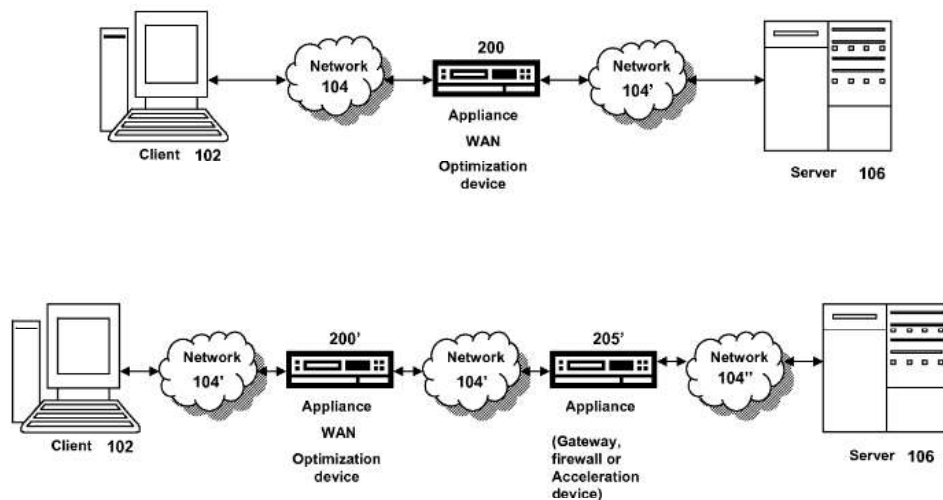 200
Network
104
Network
104'
Appliance
WAN
Optimization
device
Client 102
Server 106
200'
205'
Network
104'
Network
104'
Network
104''
Appliance
WAN
Optimization
device
Appliance
(Gateway,
firewall or
Acceleration
device)
Client 102
Server 106